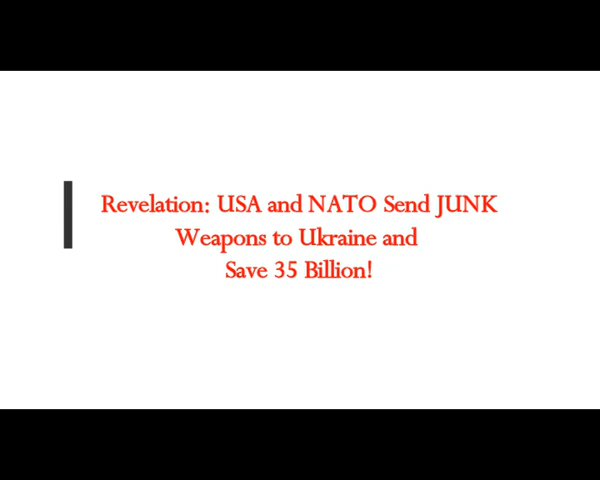 Revelation: USA and NATO Send JUNK
Weapons to Ukraine and
Save 35 Billion!